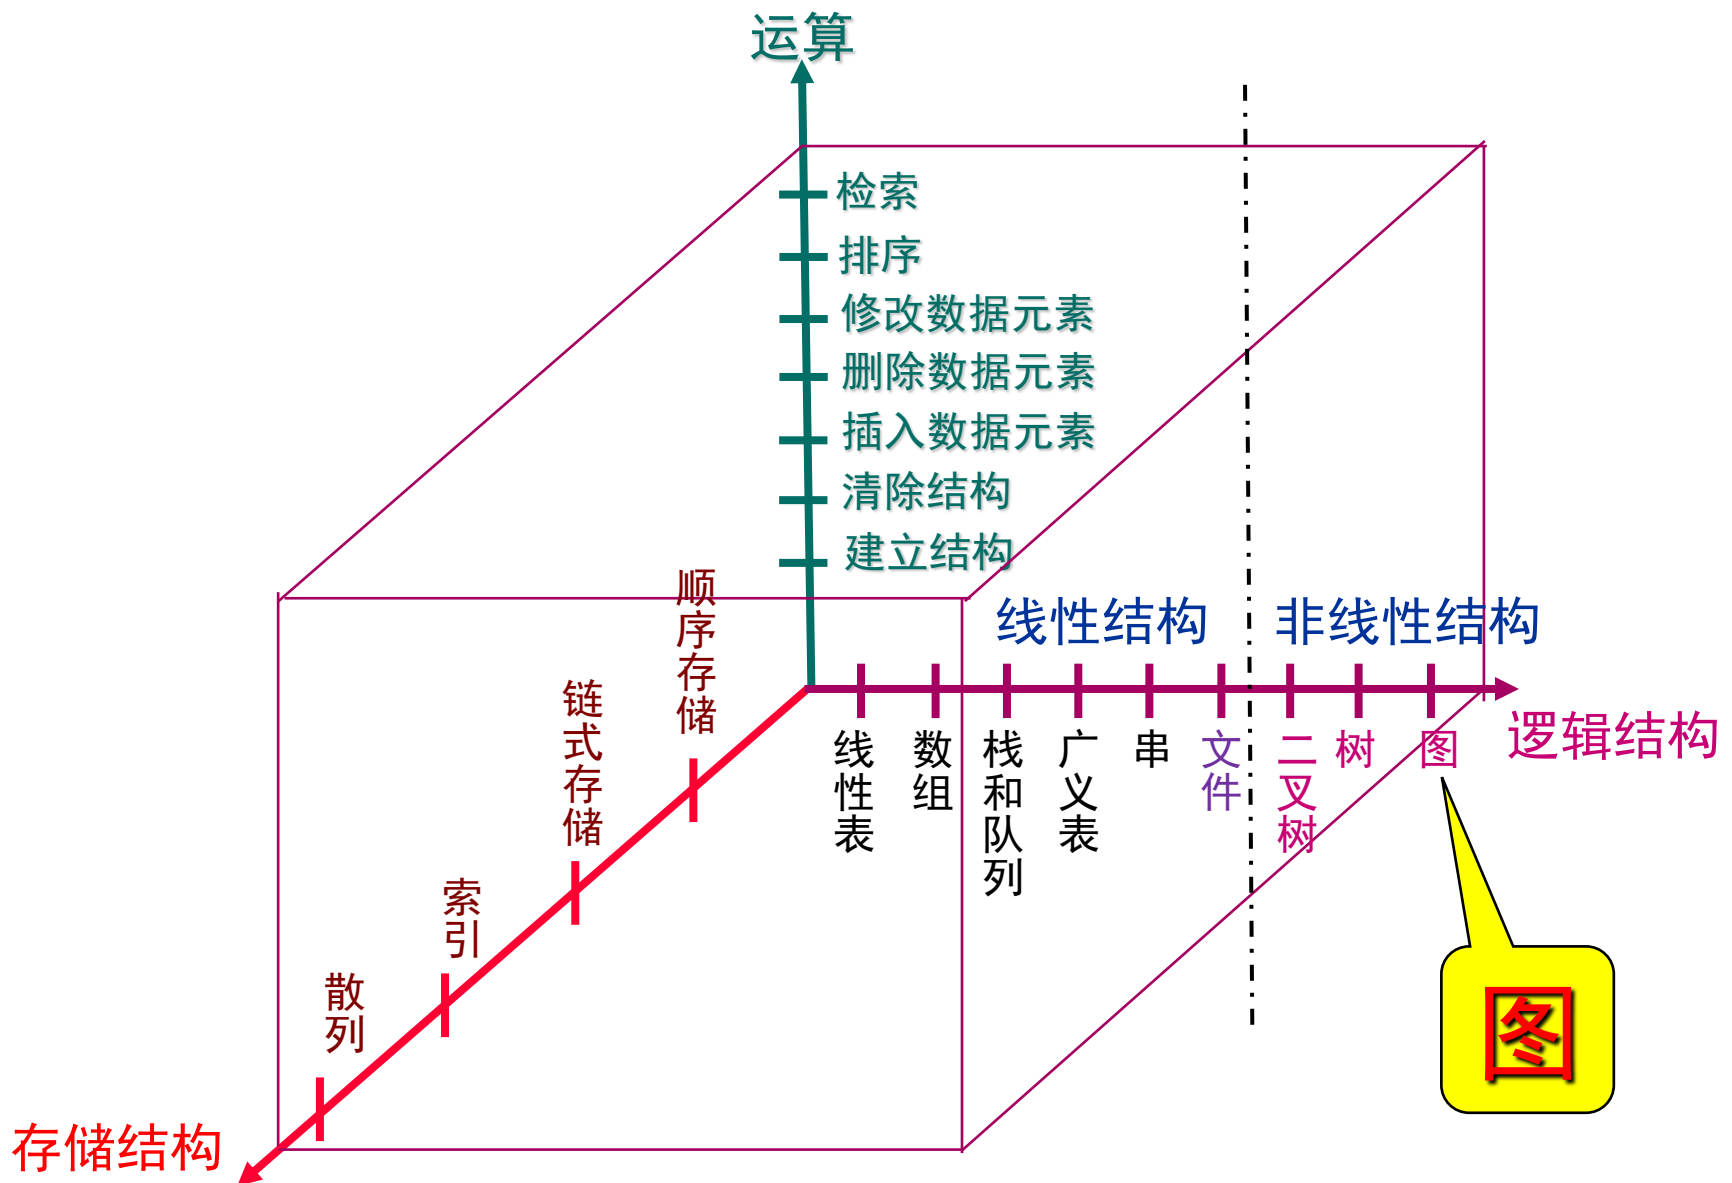 运算
检索
排序
修改数据元素
删除数据元素
插入数据元素
清除结构
建立结构
顺序存储
链式存储
索引
散列
存储结构
线性结构
非线性结构
逻辑结构
线性表
数组
栈和队列
广义表
串
文件
二叉树
树
图
图